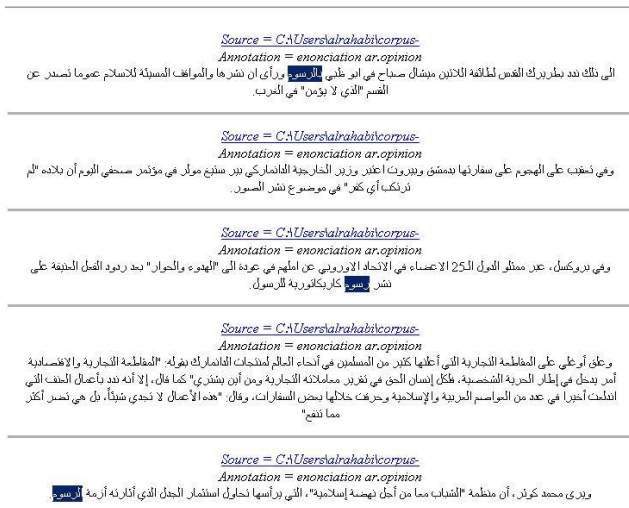 Source = C:\Users\alrahabi\corpus-
Annotation = enonciation ar.opinion
الى ذلك ندد بطريرك القدس لطائفة اللاتين ميشال صباح في ابو ظبي بالرسوم ورأى ان نشرها والمواقف المسيئة للاسلام عموما تصدر عن
القسم "الذي لا يؤمن" في الغرب.
Source = C:\Users\alrahabi\corpus-
Annotation = enonciation ar.opinion
وفي تعقيب على الهجوم على سفارتها بدمشق وبيروت اعتبر وزير الخارجية الدانماركي بير ستيغ مولر في مؤتمر صحفي اليوم أن بلاده "لم
ترتكب أي كفر" في موضوع نشر الصور.
Source = C:\Users\alrahabi\corpus-
Annotation = enonciation ar.opinion
وفي بروكسل، عبر ممثلو الدول الـ25 الاعضاء في الاتحاد الاوروبي عن املهم في عودة الى "الهدوء والحوار" بعد ردود الفعل العنيفة على
نشر رسوم كاريكاتورية للرسول.
Source = C:\Users\alrahabi\corpus-
Annotation = enonciation ar.opinion
وعلق أوغلي على المقاطعة التجارية التي أعلنها كثير من المسلمين في أنحاء العالم لمنتجات الدانمارك بقوله: "المقاطعة التجارية والاقتصادية
أمر يدخل في إطار الحرية الشخصية، فلكل إنسان الحق في تقرير معاملاته التجارية ومن أين يشتري" كما قال، إلا أنه ندد بأعمال العنف التي
اندلعت أخيرا في عدد من العواصم العربية والإسلامية وحرقت خلالها بعض السفارات، وقال: "هذه الأعمال لا تجدي شيئاً، بل هي تضر أكثر
مما تنفع"
Source = C:\Users\alrahabi\corpus-
Annotation = enonciation ar.opinion
ويرى محمد كوثر، أن منظمة "الشباب معا من أجل نهضة إسلامية"، التي يرأسها تحاول استثمار الجدل الذي أثارته أزمة الرسوم.